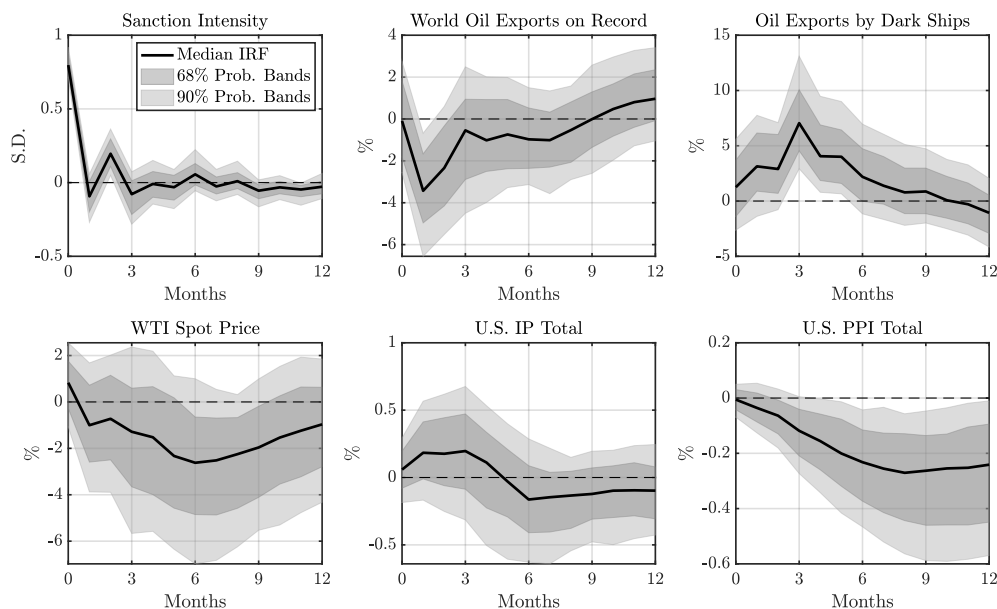 Sanction Intensity
Median IRF
68% Prob. Bands
90% Prob. Bands
S.D.
1
0.5
0
-0.5
0 3 6 9 12
Months
World Oil Exports on Record
%
4
2
0
-2
-4
-6
0 3 6 9 12
Months
Oil Exports by Dark Ships
%
15
10
5
0
-5
0 3 6 9 12
Months
WTI Spot Price
%
2
0
-2
-4
-6
0 3 6 9 12
Months
U.S. IP Total
%
1
0.5
0
-0.5
0 3 6 9 12
Months
U.S. PPI Total
%
0.2
0
-0.2
-0.4
-0.6
0 3 6 9 12
Months